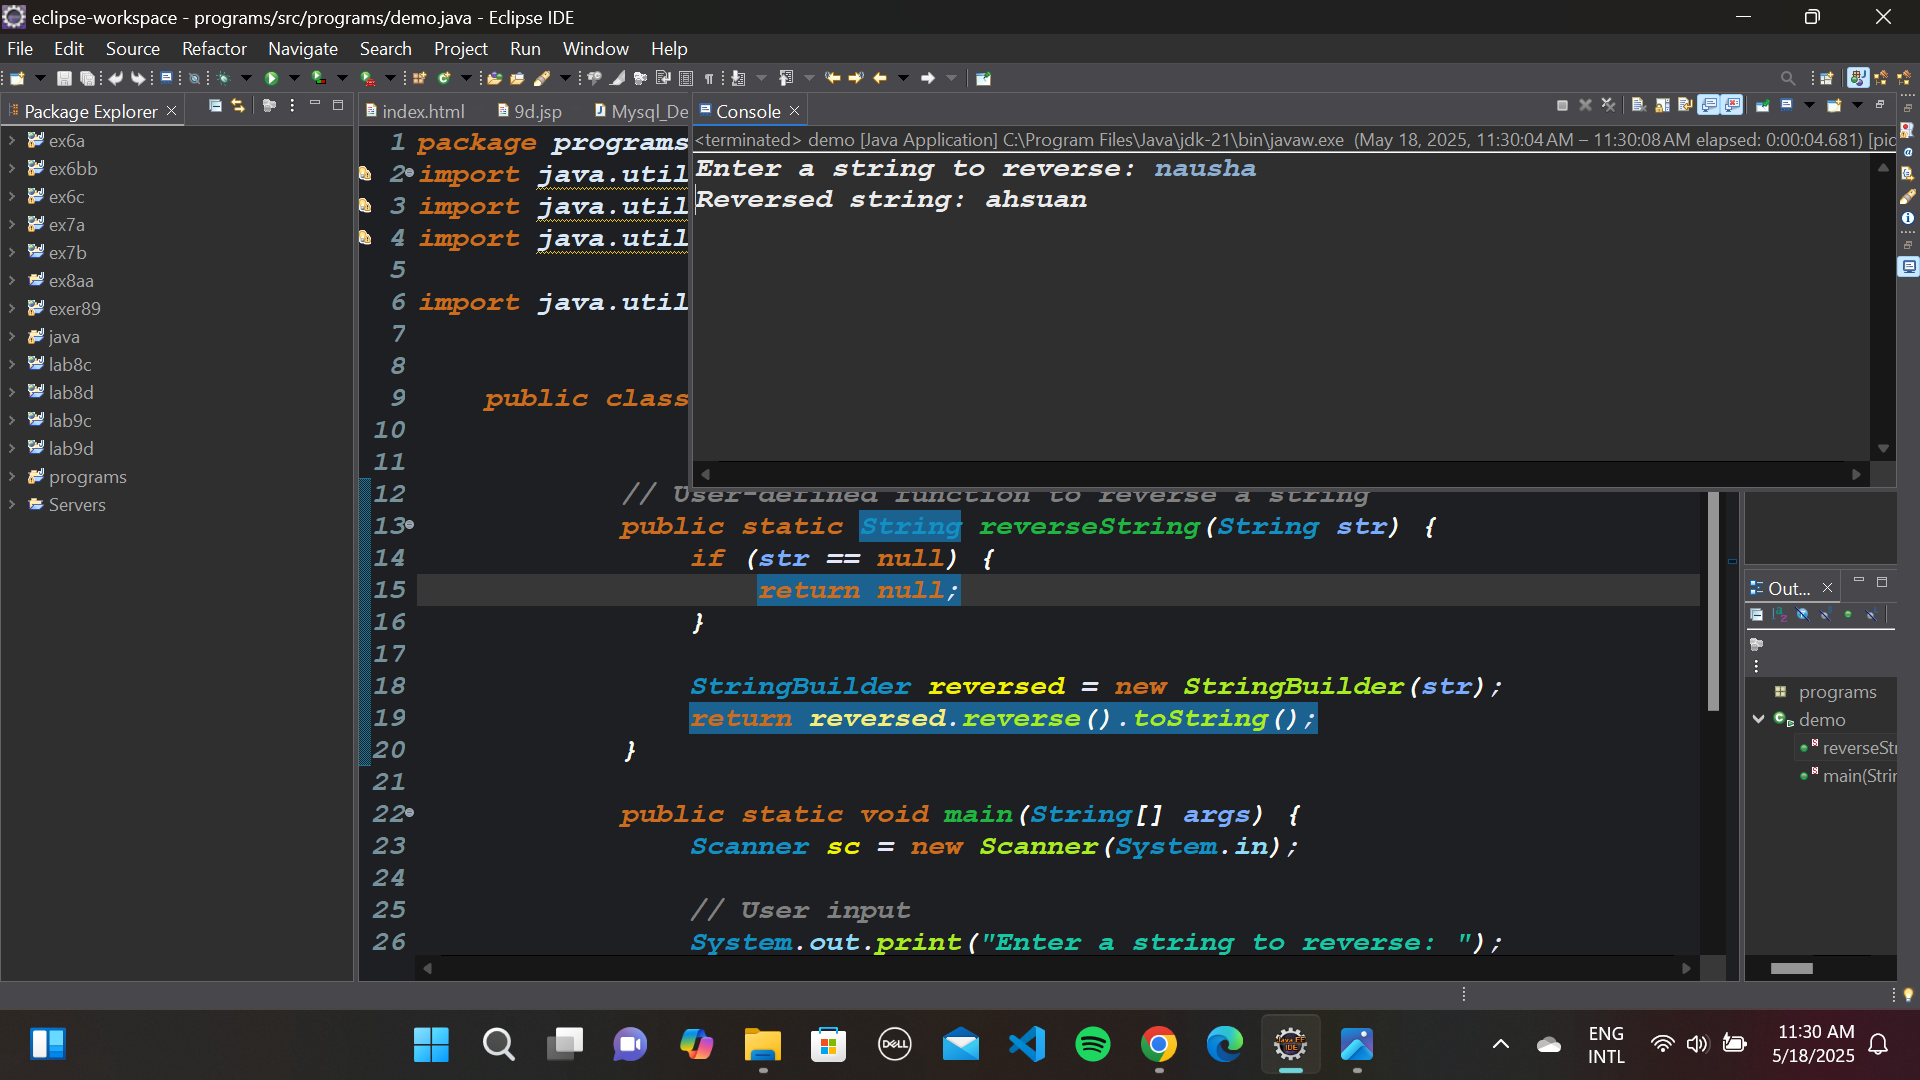 eclipse-workspace - programs/src/programs/demo.java - Eclipse IDE
File Edit Source Refactor Navigate Search Project Run Window Help
Package Explorer
ex6a
ex6bb
ex6c
ex7a
ex7b
ex8aa
exer89
java
lab8c
lab8d
lab9c
lab9d
programs
Servers
index.html 9d.jsp Mysql_De
Console
<terminated> demo [Java Application] C:\Program Files\Java\jdk-21\bin\javaw.exe (May 18, 2025, 11:30:04 AM – 11:30:08 AM elapsed: 0:00:04.681) [pid
Enter a string to reverse: nausha
Reversed string: ahsuan
1 package programs
2 import java.util
3 import java.util
4 import java.util
5
6 import java.util
7
8
9 public class
10
11
12 // User-defined function to reverse a string
13 public static String reverseString(String str) {
14 if (str == null) {
15 return null;
16 }
17
18 StringBuilder reversed = new StringBuilder(str);
19 return reversed.reverse().toString();
20 }
21
22 public static void main(String[] args) {
23 Scanner sc = new Scanner(System.in);
24
25 // User input
26 System.out.print("Enter a string to reverse: ");
Out...
programs
demo
reverseStr
main(Strin
DELL
Java EE
IDE
ENG
INTL
11:30 AM
5/18/2025